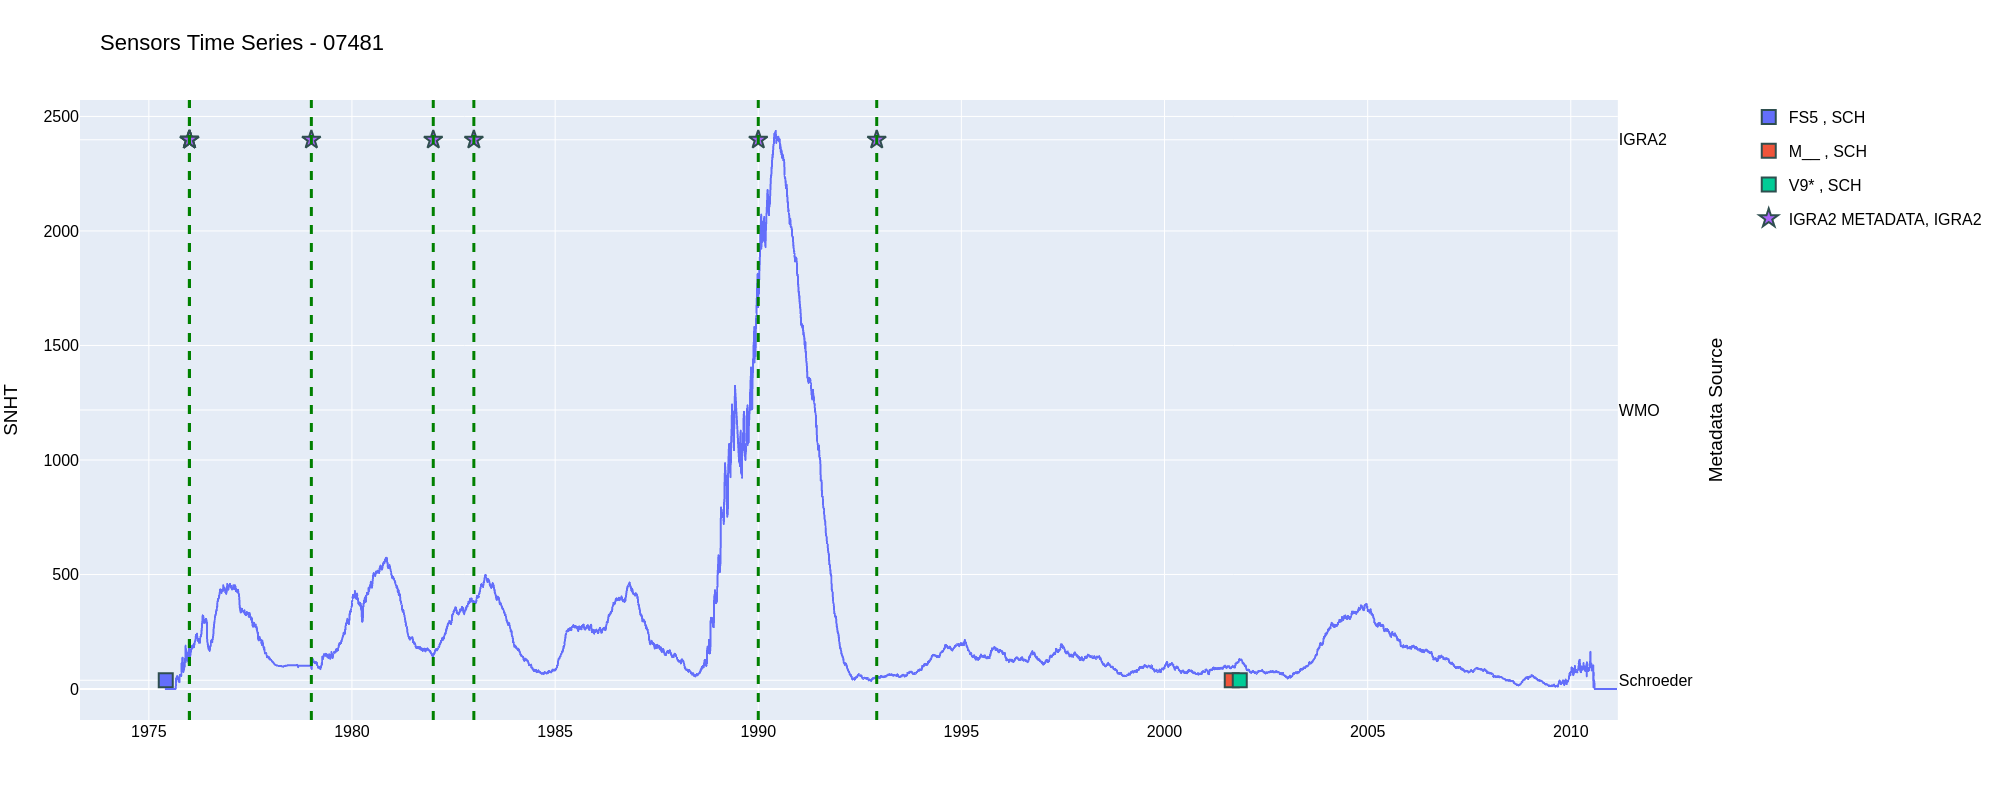 Sensors Time Series - 07481
SNHT
2500
2000
1500
1000
500
0
1975
1980
1985
1990
1995
2000
2005
2010
IGRA2
WMO
Schroeder
Metadata Source
FS5 , SCH
M__ , SCH
V9* , SCH
IGRA2 METADATA, IGRA2